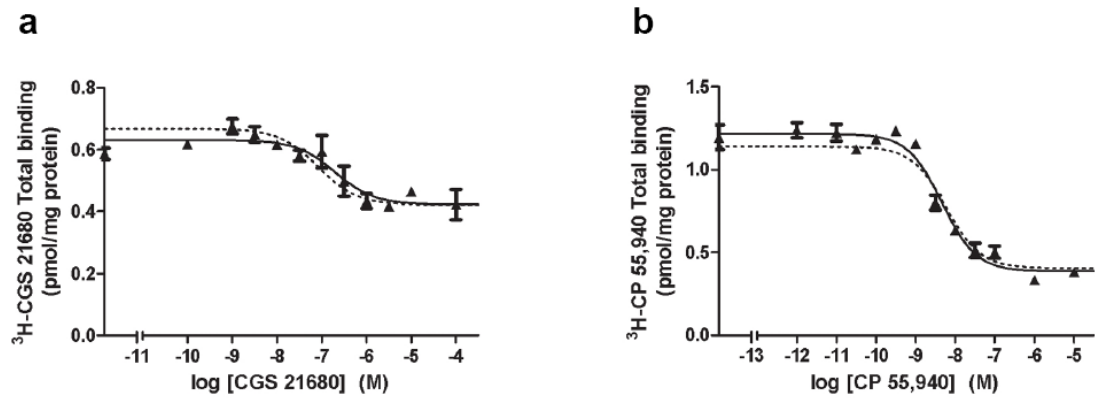 a
b
³H-CGS 21680 Total binding
(pmol/mg protein)
0.8
0.6
0.4
0.2
0.0
-11 -10 -9 -8 -7 -6 -5 -4
log [CGS 21680] (M)
³H-CP 55,940 Total binding
(pmol/mg protein)
1.5
1.0
0.5
0.0
-13 -12 -11 -10 -9 -8 -7 -6 -5
log [CP 55,940] (M)